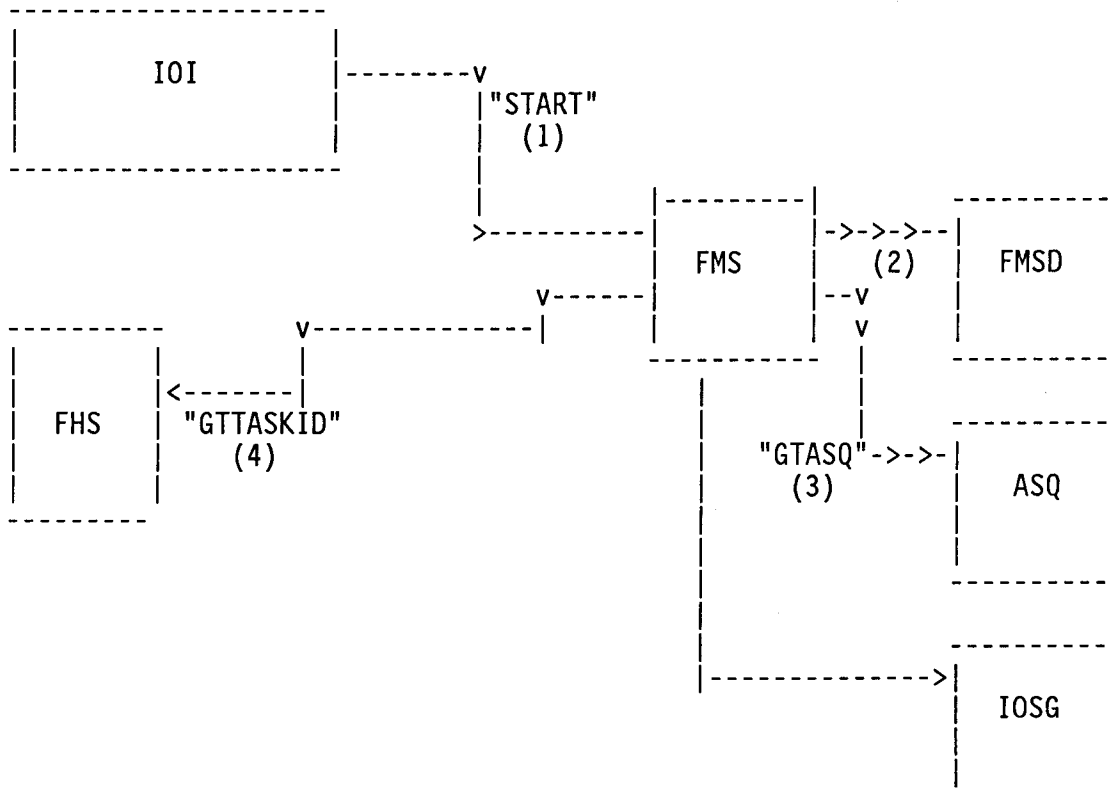 IOI
"START"
(1)
FMS
(2)
FMSD
FHS
"GTTASKID"
(4)
"GTASQ"
(3)
ASQ
IOSG